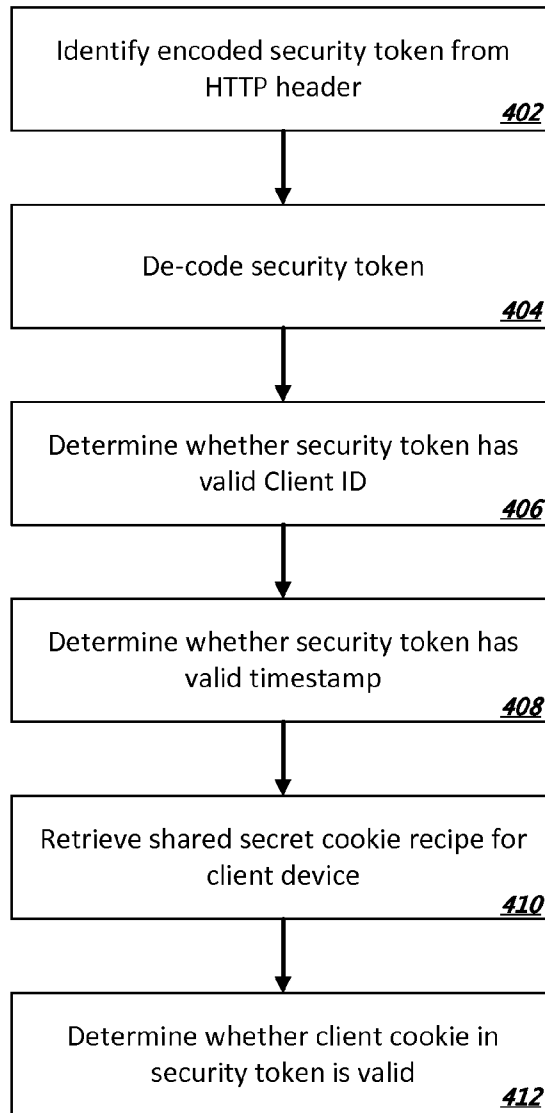 Identify encoded security token from
HTTP header
402
De-code security token
404
Determine whether security token has
valid Client ID
406
Determine whether security token has
valid timestamp
408
Retrieve shared secret cookie recipe for
client device
410
Determine whether client cookie in
security token is valid
412